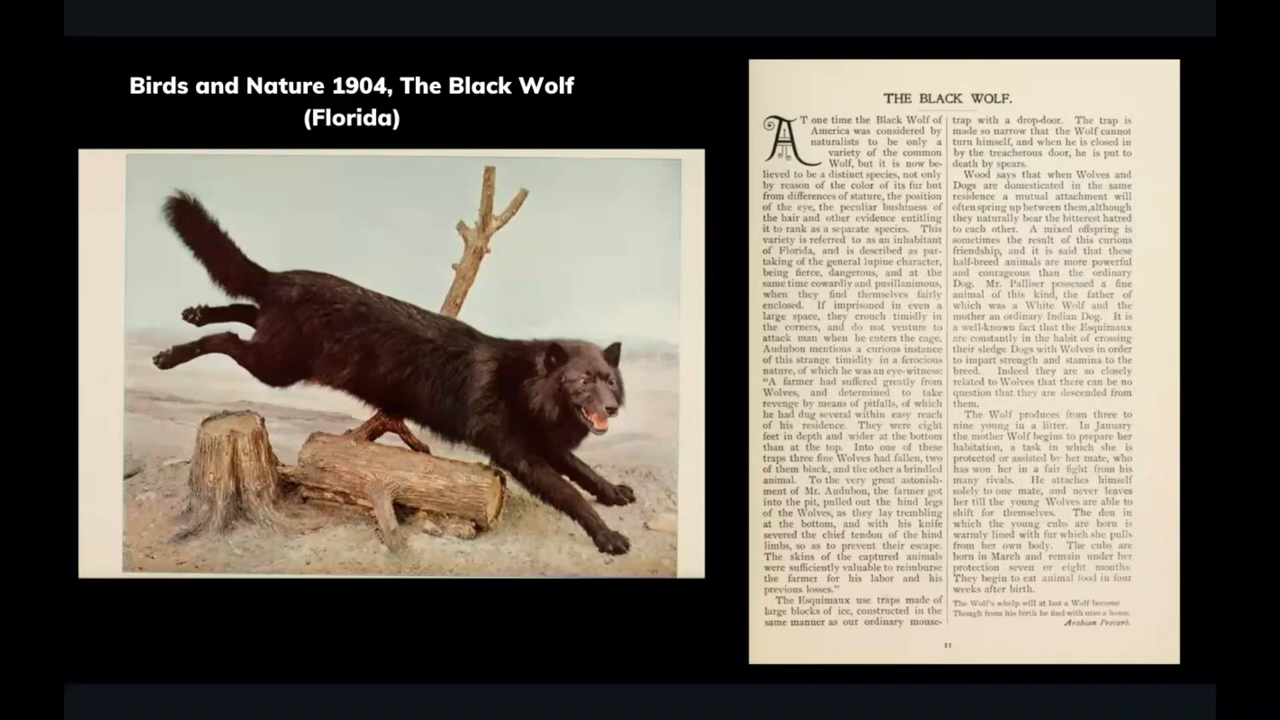 Birds and Nature 1904, The Black Wolf
(Florida)
THE BLACK WOLF.
AT one time the Black Wolf of
America was considered by
naturalists to be only a
variety of the common
Wolf, but it is now be-
lieved to be a distinct species, not only
by reason of the color of its fur but
from differences of stature, the position
of the eye, the peculiar bushiness of
the hair and other evidence entitling
it to rank as a separate species. This
variety is referred to as an inhabitant
of Florida, and is described as par-
taking of the general lupine character,
being fierce, dangerous, and at the
same time cowardly and pusillanimous,
when they find themselves fairly
enclosed. If imprisoned in even a
large space, they crouch timidly in
the corners, and do not venture to
attack man when he enters the cage.
Audubon mentions a curious instance
of this strange timidity in a ferocious
nature, of which he was an eye-witness:
"A farmer had suffered greatly from
Wolves, and determined to take
revenge by means of pitfalls, of which
he had dug several within easy reach
of his residence. They were eight
feet in depth and wider at the bottom
than at the top. Into one of these
traps three fine Wolves had fallen, two
of them black, and the other a brindled
animal. To the very great astonish-
ment of Mr. Audubon, the farmer got
into the pit, pulled out the hind legs
of the Wolves, as they lay trembling
at the bottom, and with his knife
severed the chief tendon of the hind
limbs, so as to prevent their escape.
The skins of the captured animals
were sufficiently valuable to reimburse
the farmer for his labor and his
previous losses."
The Esquimaux use traps made of
large blocks of ice, constructed in the
same manner as our ordinary mouse-
trap with a drop-door. The trap is
made so narrow that the Wolf cannot
turn himself, and when he is closed in
by the treacherous door, he is put to
death by spears.
Wood says that when Wolves and
Dogs are domesticated in the same
residence a mutual attachment will
often spring up between them,although
they naturally bear the bitterest hatred
to each other. A mixed offspring is
sometimes the result of this curious
friendship, and it is said that these
half-breed animals are more powerful
and courageous than the ordinary
Dog. Mr. Palliser possessed a fine
animal of this kind, the father of
which was a White Wolf and the
mother an ordinary Indian Dog. It is
a well-known fact that the Esquimaux
are constantly in the habit of crossing
their sledge Dogs with Wolves in order
to impart strength and stamina to the
breed. Indeed they are so closely
related to Wolves that there can be no
question that they are descended from
them.
The Wolf produces from three to
nine young in a litter. In January
the mother Wolf begins to prepare her
habitation, a task in which she is
protected or assisted by her mate, who
has won her in a fair fight from his
many rivals. He attaches himself
solely to one mate, and never leaves
her till the young Wolves are able to
shift for themselves. The den in
which the young cubs are born is
warmly lined with fur which she pulls
from her own body. The cubs are
born in March and remain under her
protection seven or eight months.
They begin to eat animal food in four
weeks after birth.
The Wolf's whelp will at last a Wolf become
Though from his birth he find with man a home.
Arabian Proverb.
11